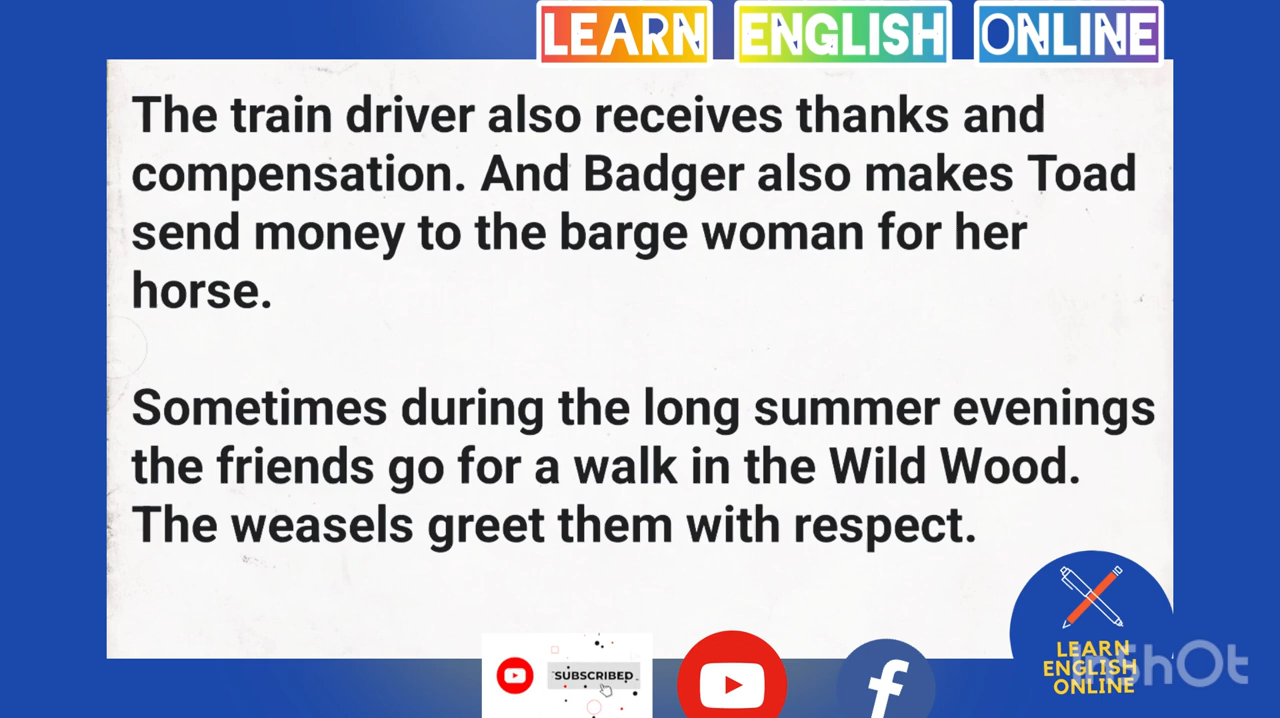 LEARN ENGLISH ONLINE
The train driver also receives thanks and
compensation. And Badger also makes Toad
send money to the barge woman for her
horse.
Sometimes during the long summer evenings
the friends go for a walk in the Wild Wood.
The weasels greet them with respect.
SUBSCRIBED
LEARN
ENGLISH
ONLINE